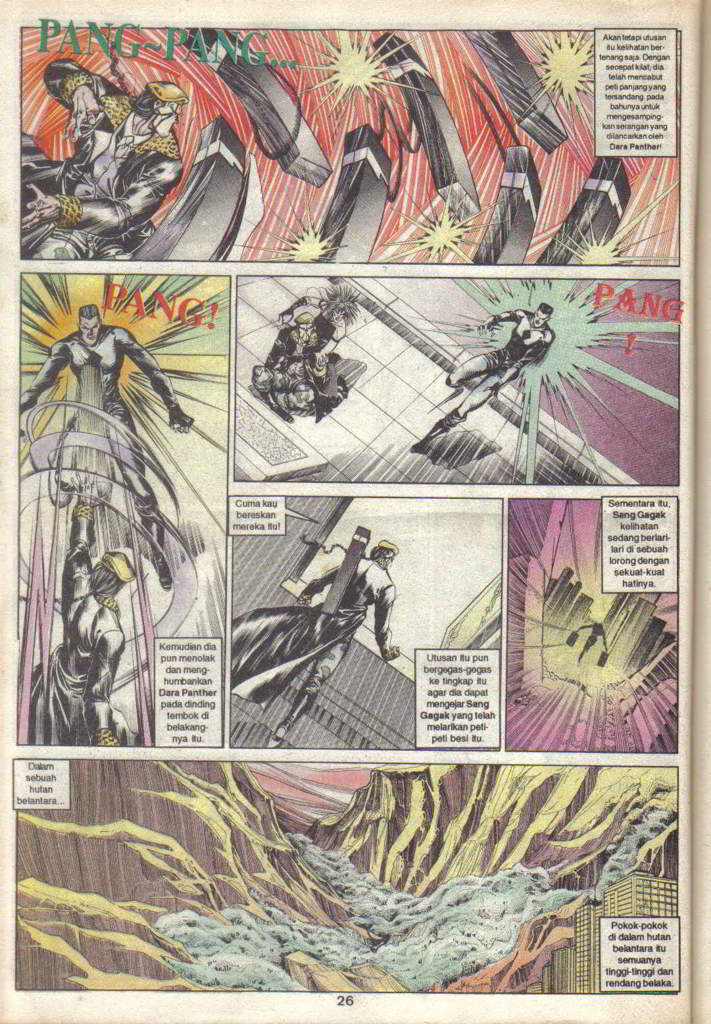 PANG~PANG...
Akan tetapi utusan
itu kelihatan ber-
tenang saja. Dengan
secepat kilat, dia
telah mencabut
peti panjang yang
tersandang pada
bahunya untuk
mengesamping-
kan serangan yang
dilancarkan oleh
Dara Panther!
PANG!
Kemudian dia
pun menolak
dan meng-
humbankan
Dara Panther
pada dinding
tembok di
belakang-
nya itu.
PANG
!
Cuma kau
bereskan
mereka itu!
Utusan itu pun
bergegas-gegas
ke tingkap itu
agar dia dapat
mengejar Sang
Gagak yang telah
melarikan peti-
peti besi itu.
Sementara itu,
Sang Gagak
kelihatan
sedang berlari-
lari di sebuah
lorong dengan
sekuat-kuat
hatinya.
Dalam
sebuah
hutan
belantara...
Pokok-pokok
di dalam hutan
belantara itu
semuanya
tinggi-tinggi dan
rendang belaka.
26